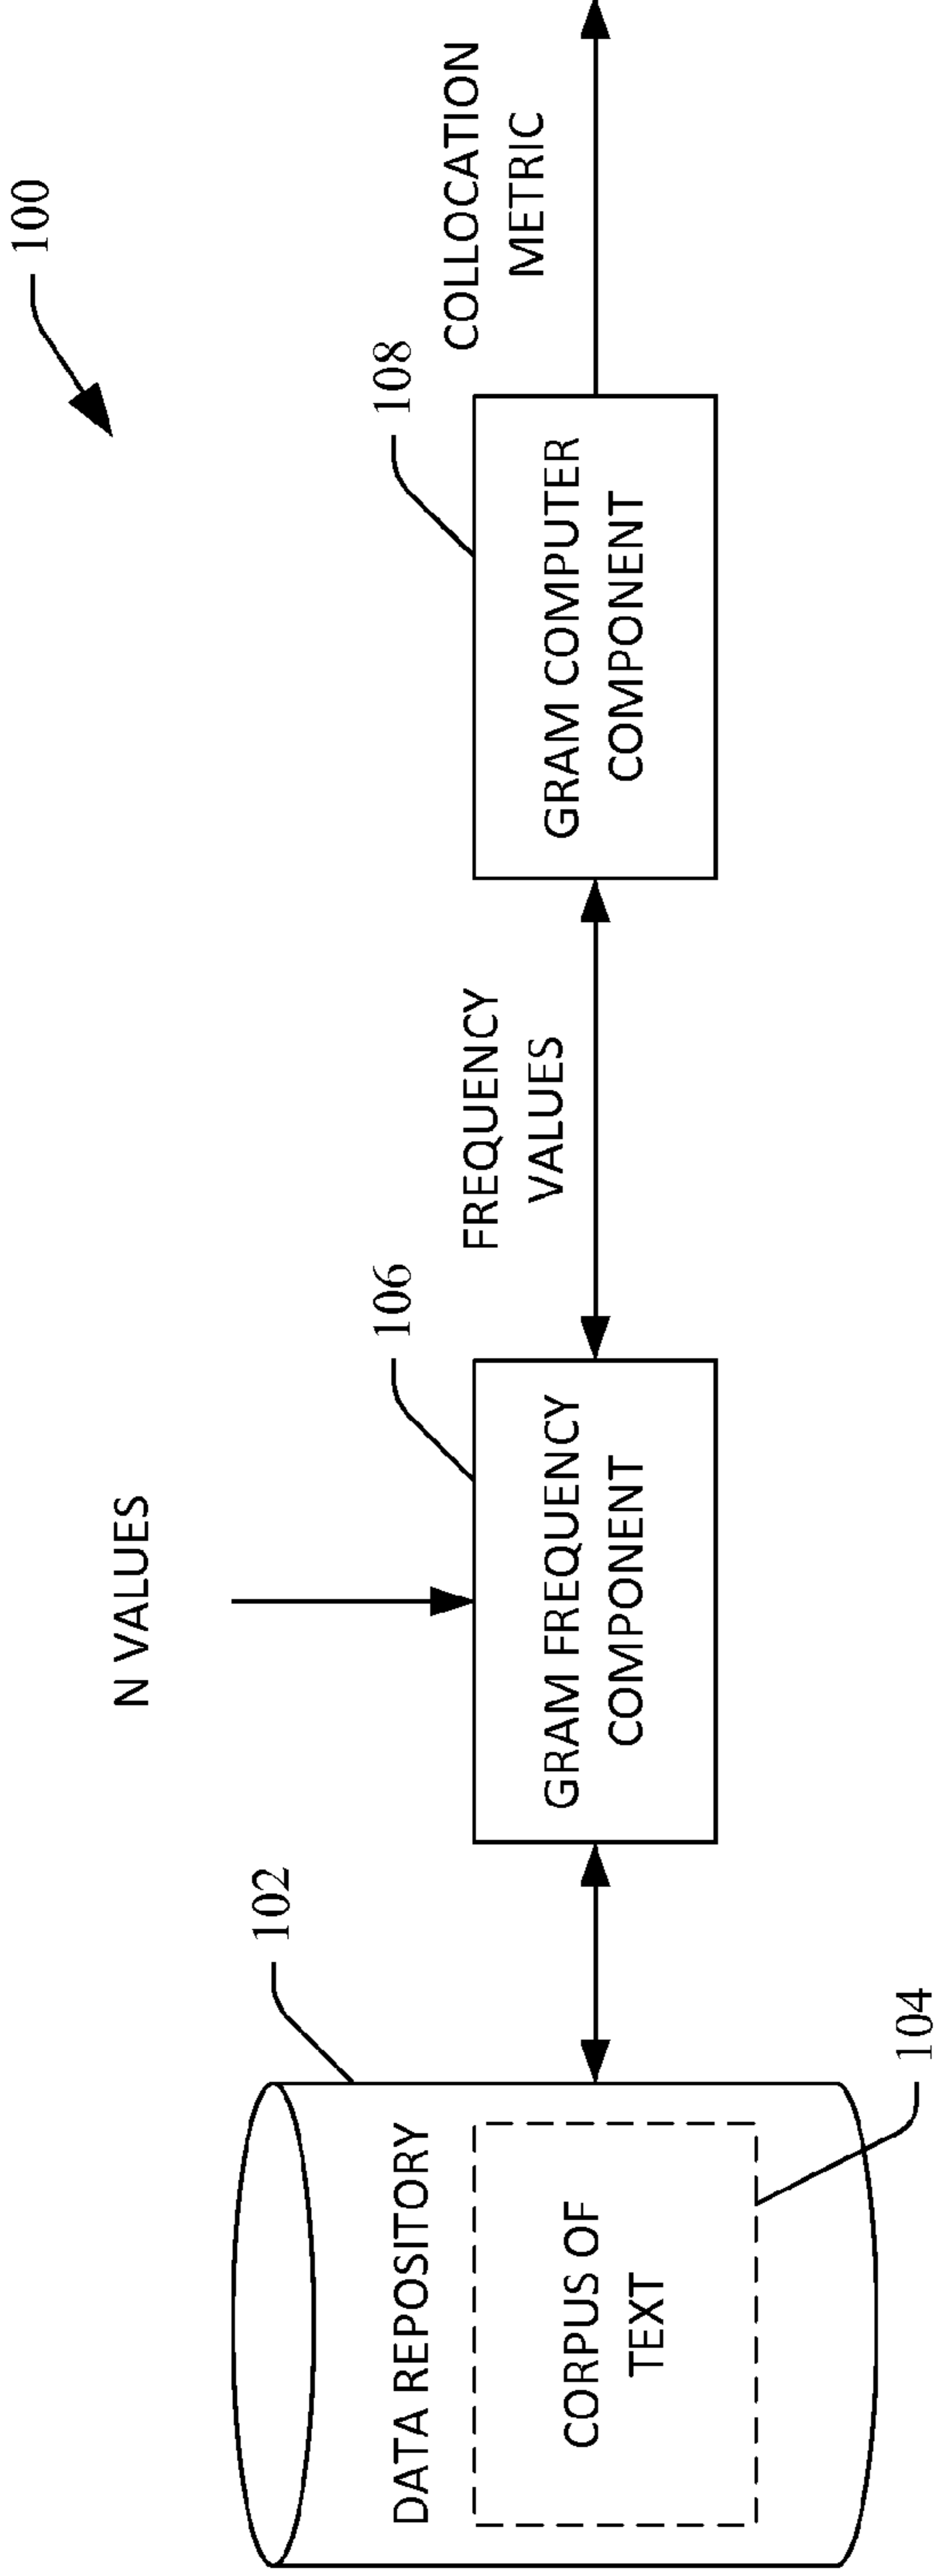 100
N VALUES
102
106
108
DATA REPOSITORY
CORPUS OF
TEXT
104
GRAM FREQUENCY
COMPONENT
FREQUENCY
VALUES
GRAM COMPUTER
COMPONENT
COLLOCATION
METRIC